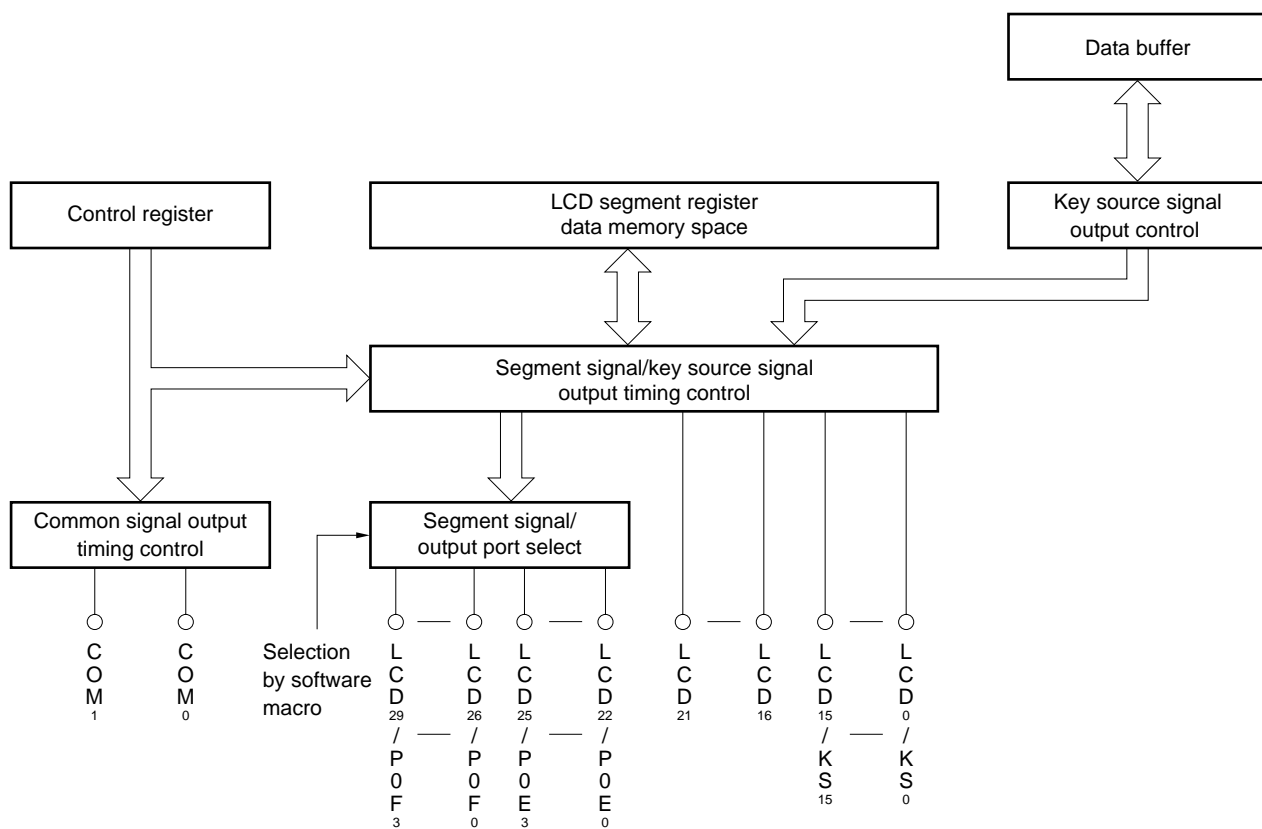 Data buffer
Control register
LCD segment register
data memory space
Key source signal
output control
Segment signal/key source signal
output timing control
Common signal output
timing control
Segment signal/
output port select
Selection
by software
macro
COM1
COM0
LCD29/P0F3
LCD26/P0F0
LCD25/P0E3
LCD22/P0E0
LCD21
LCD16
LCD15/KS15
LCD0/KS0